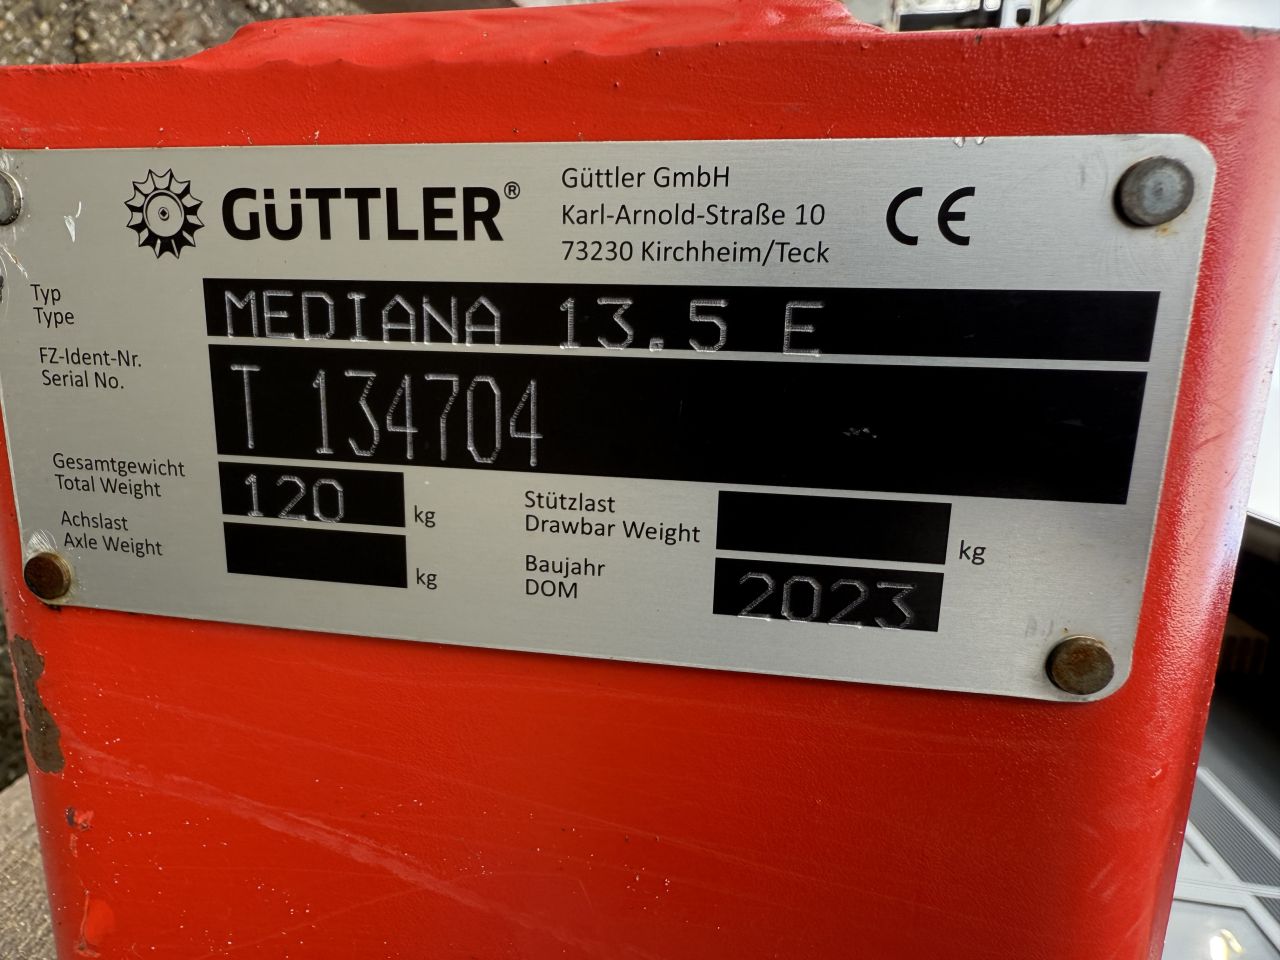 GÜTTLER®
Güttler GmbH
Karl-Arnold-Straße 10
73230 Kirchheim/Teck
CE
Typ
Type
MEDIANA 13.5 E
FZ-Ident-Nr.
Serial No.
T 134704
Gesamtgewicht
Total Weight
120 kg
Stützlast
Drawbar Weight
kg
Achslast
Axle Weight
kg
Baujahr
DOM
2023